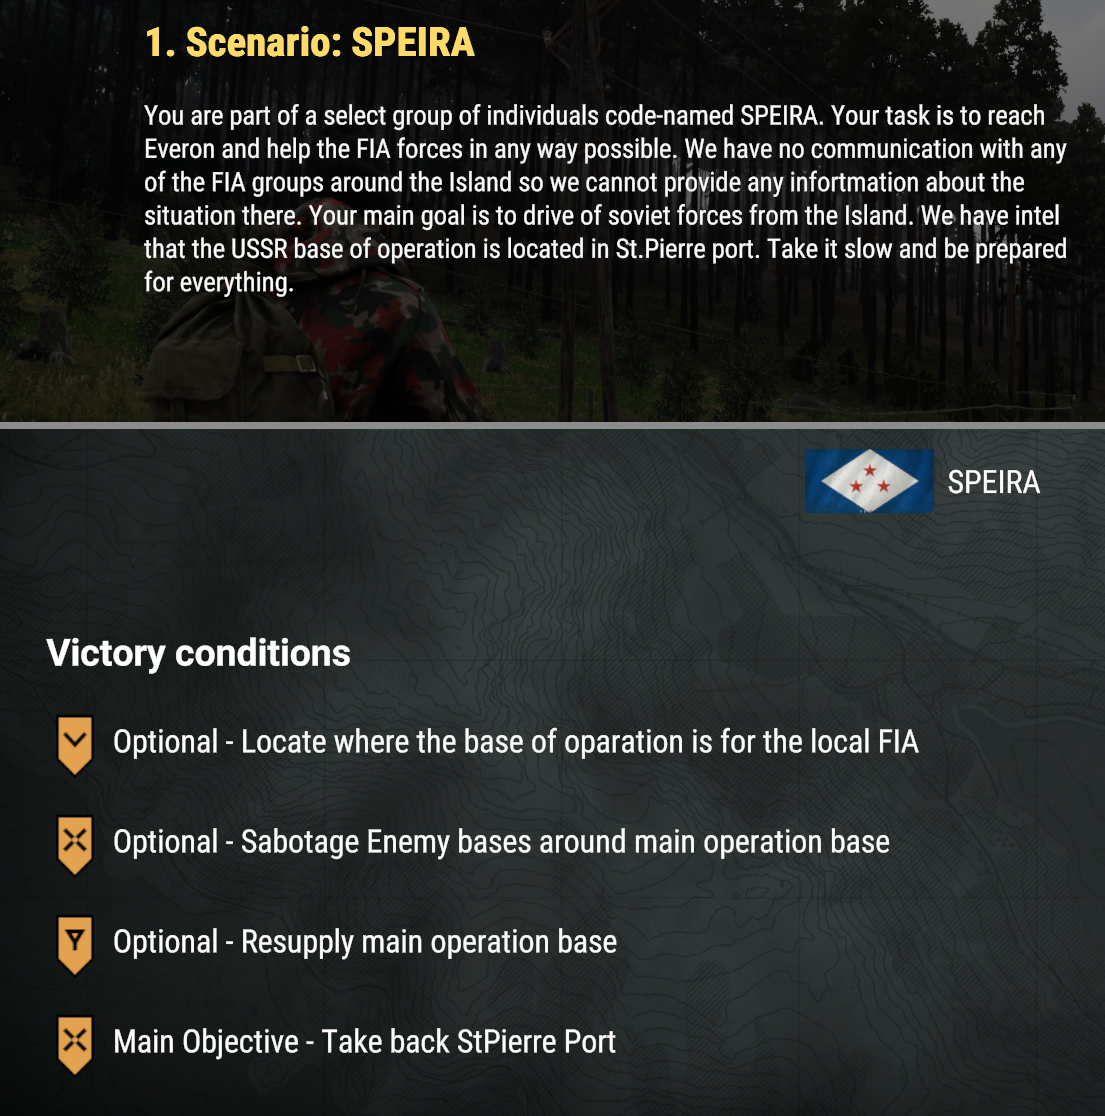 1. Scenario: SPEIRA
You are part of a select group of individuals code-named SPEIRA. Your task is to reach
Everon and help the FIA forces in any way possible. We have no communication with any
of the FIA groups around the Island so we cannot provide any infortmation about the
situation there. Your main goal is to drive of soviet forces from the Island. We have intel
that the USSR base of operation is located in St.Pierre port. Take it slow and be prepared
for everything.
SPEIRA
Victory conditions
Optional - Locate where the base of oparation is for the local FIA
Optional - Sabotage Enemy bases around main operation base
Optional - Resupply main operation base
Main Objective - Take back StPierre Port